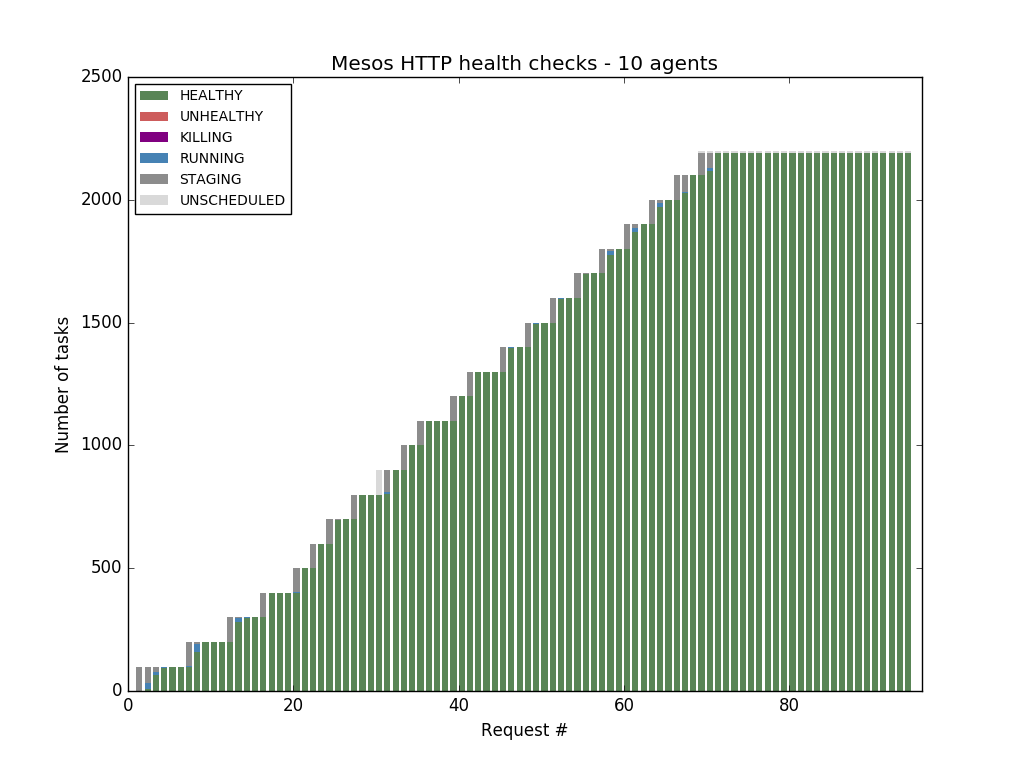 Mesos HTTP health checks - 10 agents
2500
2000
1500
1000
500
0
Number of tasks
HEALTHY
UNHEALTHY
KILLING
RUNNING
STAGING
UNSCHEDULED
0 20 40 60 80
Request #